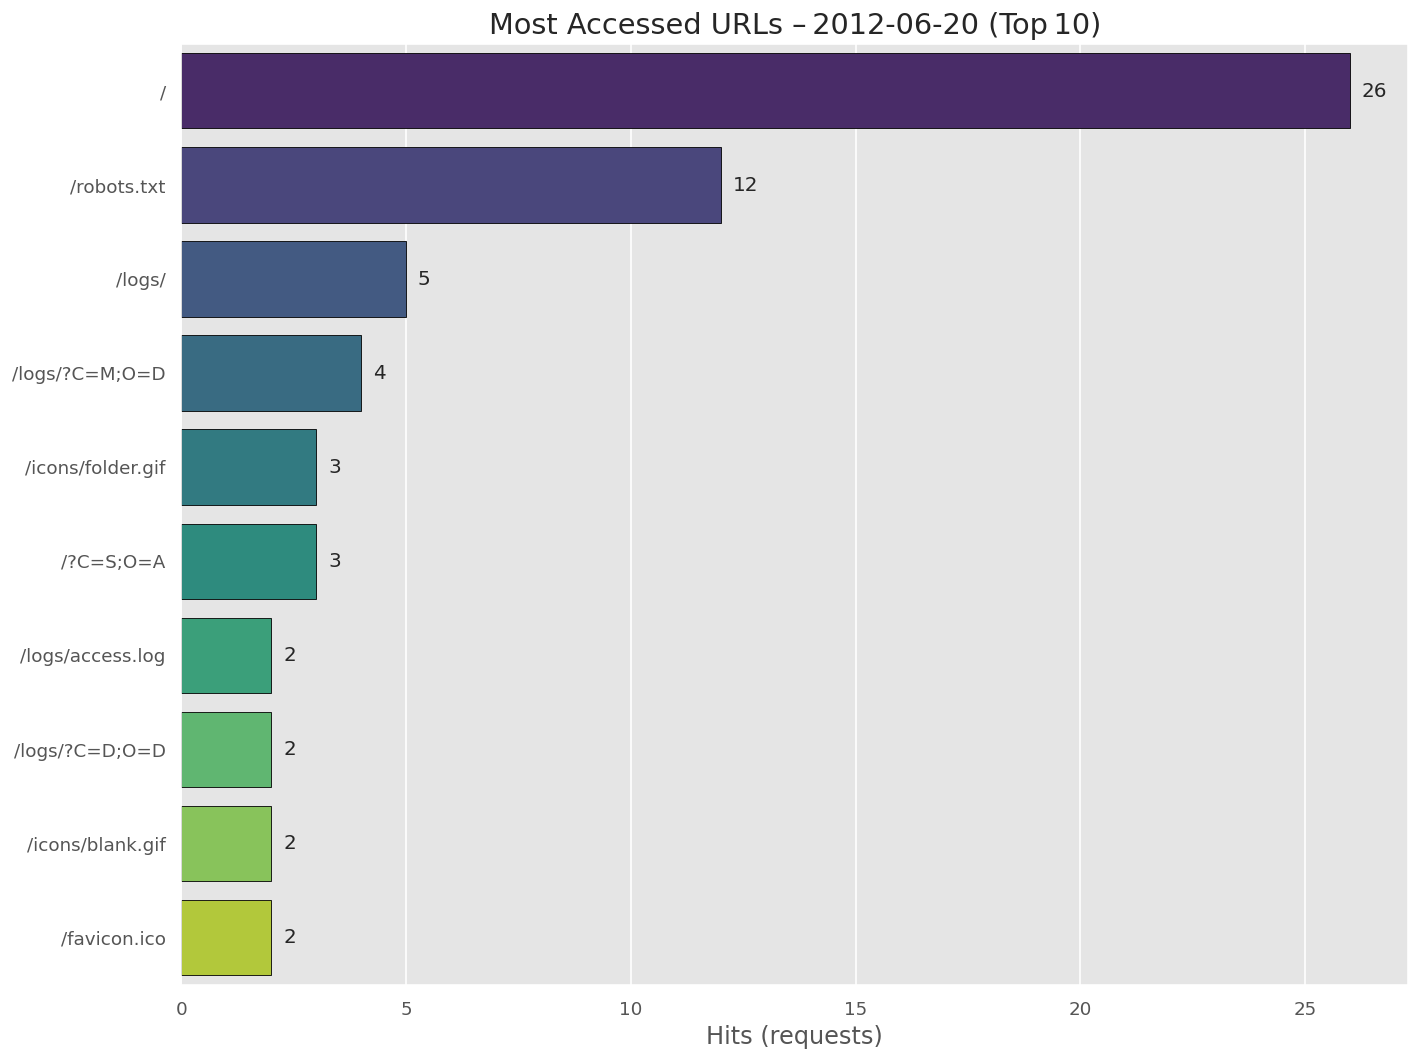 Most Accessed URLs – 2012-06-20 (Top 10)
/ 26
/robots.txt 12
/logs/ 5
/logs/?C=M;O=D 4
/icons/folder.gif 3
/?C=S;O=A 3
/logs/access.log 2
/logs/?C=D;O=D 2
/icons/blank.gif 2
/favicon.ico 2
0 5 10 15 20 25
Hits (requests)